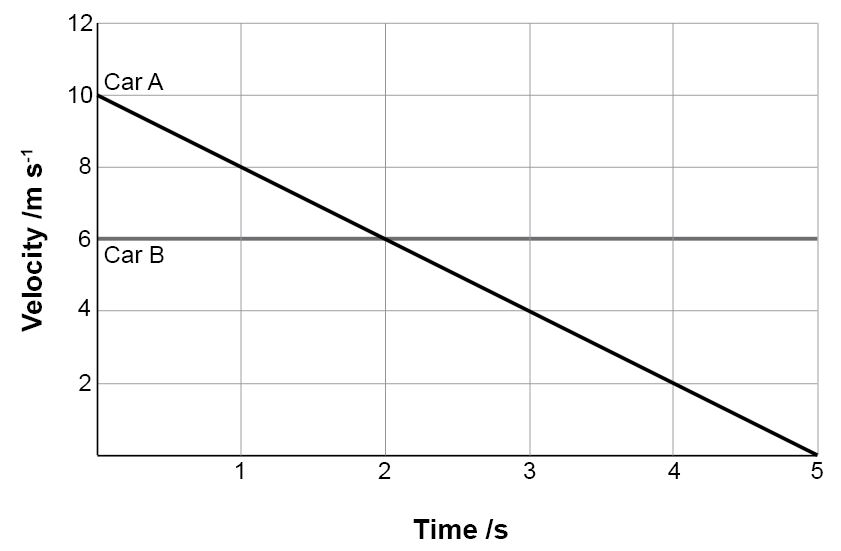 12
Car A
10
8
6
Car B
4
2
Velocity /m s⁻¹
1 2 3 4 5
Time /s